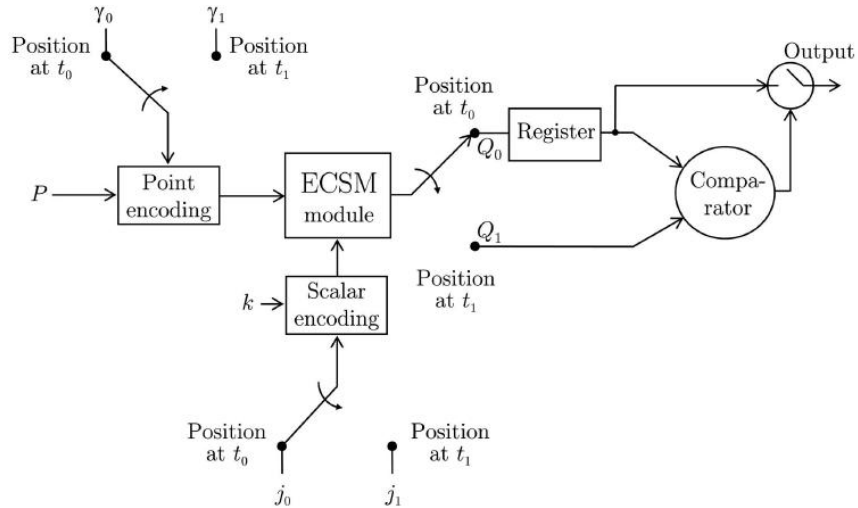 γ₀
γ₁
Position
at t₀
Position
at t₁
Output
Position
at t₀
Q₀
Register
P
Point
encoding
ECSM
module
Compa-
rator
Q₁
Position
at t₁
k
Scalar
encoding
Position
at t₀
Position
at t₁
j₀
j₁